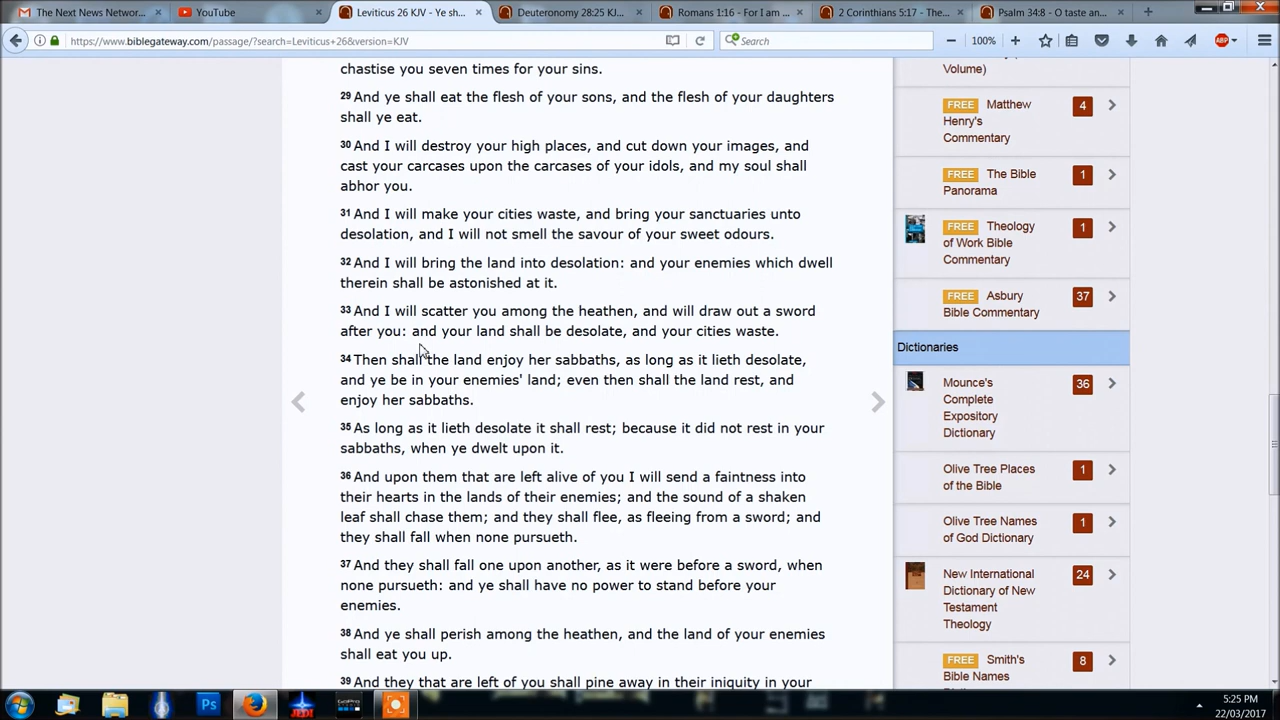 The Next News Networ...
YouTube
Leviticus 26 KJV - Ye sh...
Deuteronomy 28:25 KJ...
Romans 1:16 - For I am ...
2 Corinthians 5:17 - The...
Psalm 34:8 - O taste an...
https://www.biblegateway.com/passage/?search=Leviticus+26&version=KJV
Search
100%
ABP
chastise you seven times for your sins.
29 And ye shall eat the flesh of your sons, and the flesh of your daughters
shall ye eat.
30 And I will destroy your high places, and cut down your images, and
cast your carcases upon the carcases of your idols, and my soul shall
abhor you.
31 And I will make your cities waste, and bring your sanctuaries unto
desolation, and I will not smell the savour of your sweet odours.
32 And I will bring the land into desolation: and your enemies which dwell
therein shall be astonished at it.
33 And I will scatter you among the heathen, and will draw out a sword
after you: and your land shall be desolate, and your cities waste.
34 Then shall the land enjoy her sabbaths, as long as it lieth desolate,
and ye be in your enemies' land; even then shall the land rest, and
enjoy her sabbaths.
35 As long as it lieth desolate it shall rest; because it did not rest in your
sabbaths, when ye dwelt upon it.
36 And upon them that are left alive of you I will send a faintness into
their hearts in the lands of their enemies; and the sound of a shaken
leaf shall chase them; and they shall flee, as fleeing from a sword; and
they shall fall when none pursueth.
37 And they shall fall one upon another, as it were before a sword, when
none pursueth: and ye shall have no power to stand before your
enemies.
38 And ye shall perish among the heathen, and the land of your enemies
shall eat you up.
39 And they that are left of you shall pine away in their iniquity in your
Volume)
FREE Matthew 4
Henry's
Commentary
FREE The Bible 1
Panorama
FREE Theology 1
of Work Bible
Commentary
FREE Asbury 37
Bible Commentary
Dictionaries
Mounce's 36
Complete
Expository
Dictionary
Olive Tree Places 1
of the Bible
Olive Tree Names 1
of God Dictionary
New International 24
Dictionary of New
Testament
Theology
FREE Smith's 8
Bible Names
Ps
JEDI
GoPro
5:25 PM
22/03/2017